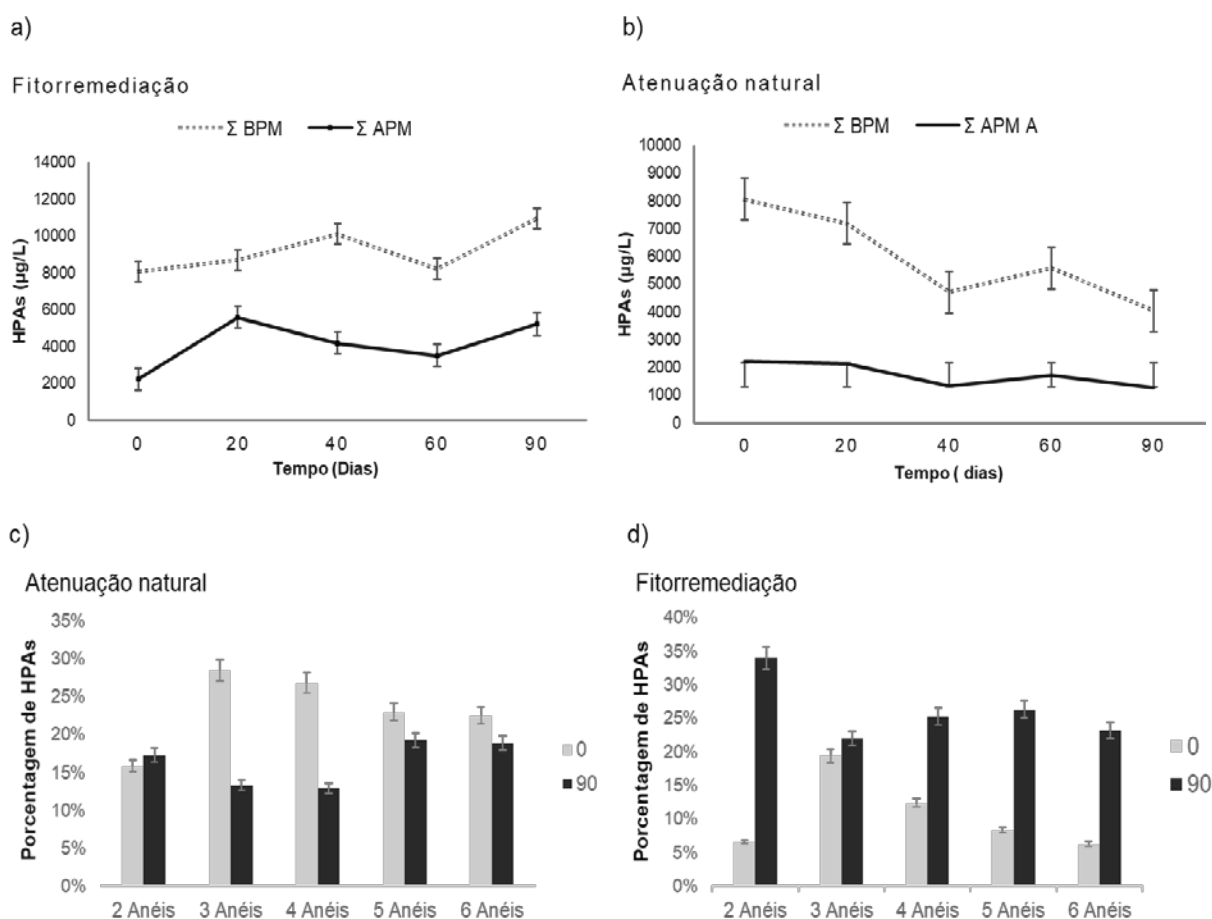 a)
Fitorremediação
Σ BPM
Σ APM
14000
12000
10000
8000
6000
4000
2000
0
HPAs (µg/L)
0 20 40 60 90
Tempo (Dias)
b)
Atenuação natural
Σ BPM
Σ APM A
10000
9000
8000
7000
6000
5000
4000
3000
2000
1000
0
HPAs (µg/L)
0 20 40 60 90
Tempo ( dias)
c)
Atenuação natural
35%
30%
25%
20%
15%
10%
5%
0%
Porcentagem de HPAs
2 Anéis 3 Anéis 4 Anéis 5 Anéis 6 Anéis
0
90
d)
Fitorremediação
40%
35%
30%
25%
20%
15%
10%
5%
0%
Porcentagem de HPAs
2 Anéis 3 Anéis 4 Anéis 5 Anéis 6 Anéis
0
90